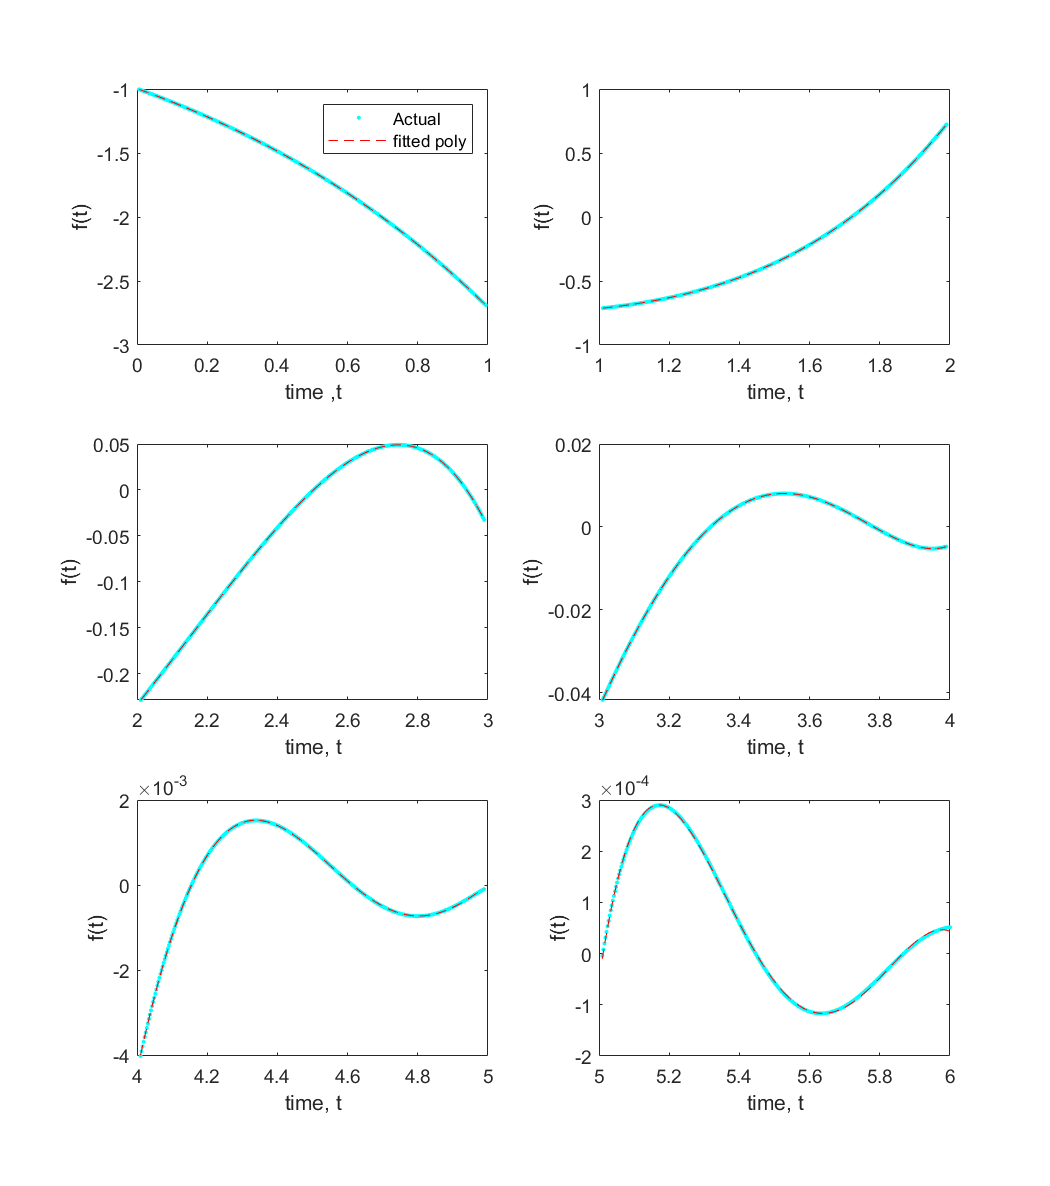 -1
-1.5
-2
-2.5
-3
f(t)
Actual
fitted poly
0 0.2 0.4 0.6 0.8 1
time ,t
1
0.5
0
-0.5
-1
f(t)
1 1.2 1.4 1.6 1.8 2
time, t
0.05
0
-0.05
-0.1
-0.15
-0.2
f(t)
2 2.2 2.4 2.6 2.8 3
time, t
0.02
0
-0.02
-0.04
f(t)
3 3.2 3.4 3.6 3.8 4
time, t
×10-3
2
0
-2
-4
f(t)
4 4.2 4.4 4.6 4.8 5
time, t
×10-4
3
2
1
0
-1
-2
f(t)
5 5.2 5.4 5.6 5.8 6
time, t